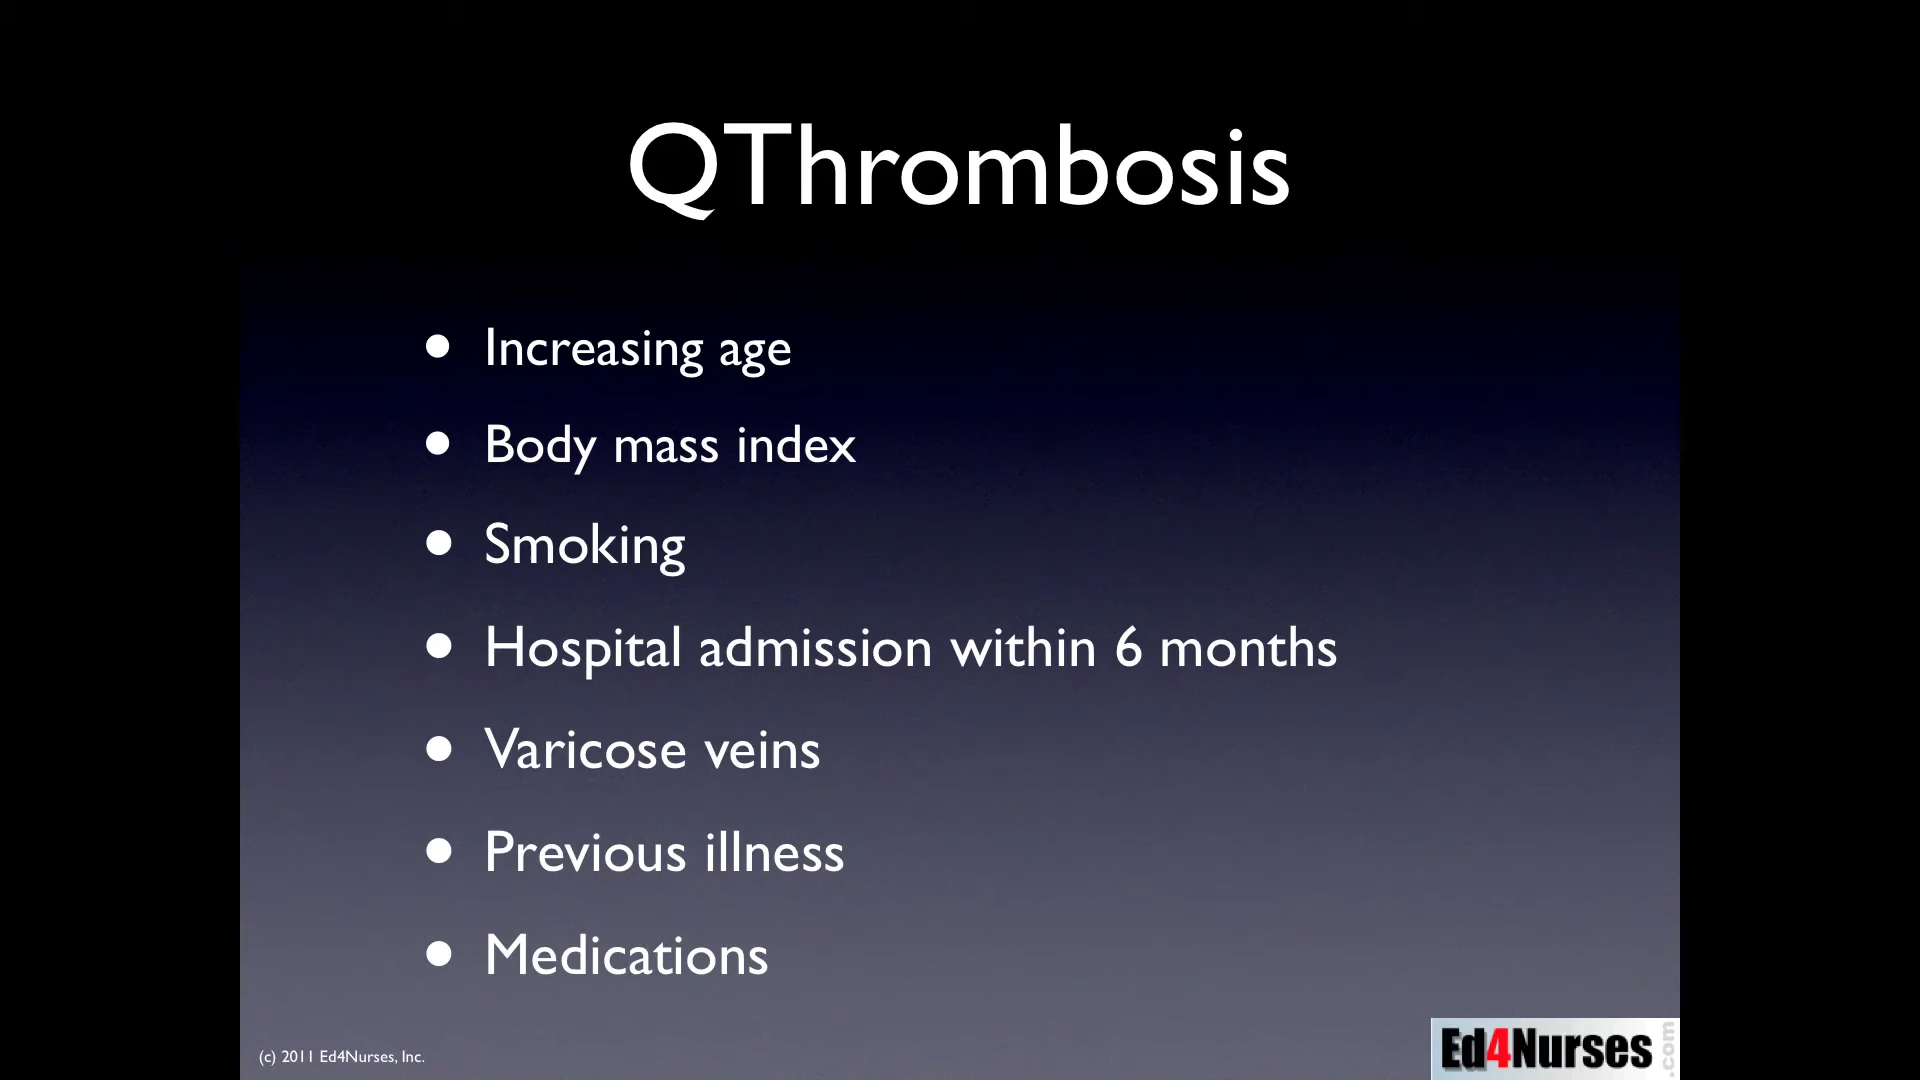 QThrombosis
• Increasing age
• Body mass index
• Smoking
• Hospital admission within 6 months
• Varicose veins
• Previous illness
• Medications
(c) 2011 Ed4Nurses, Inc.
Ed4Nurses.com